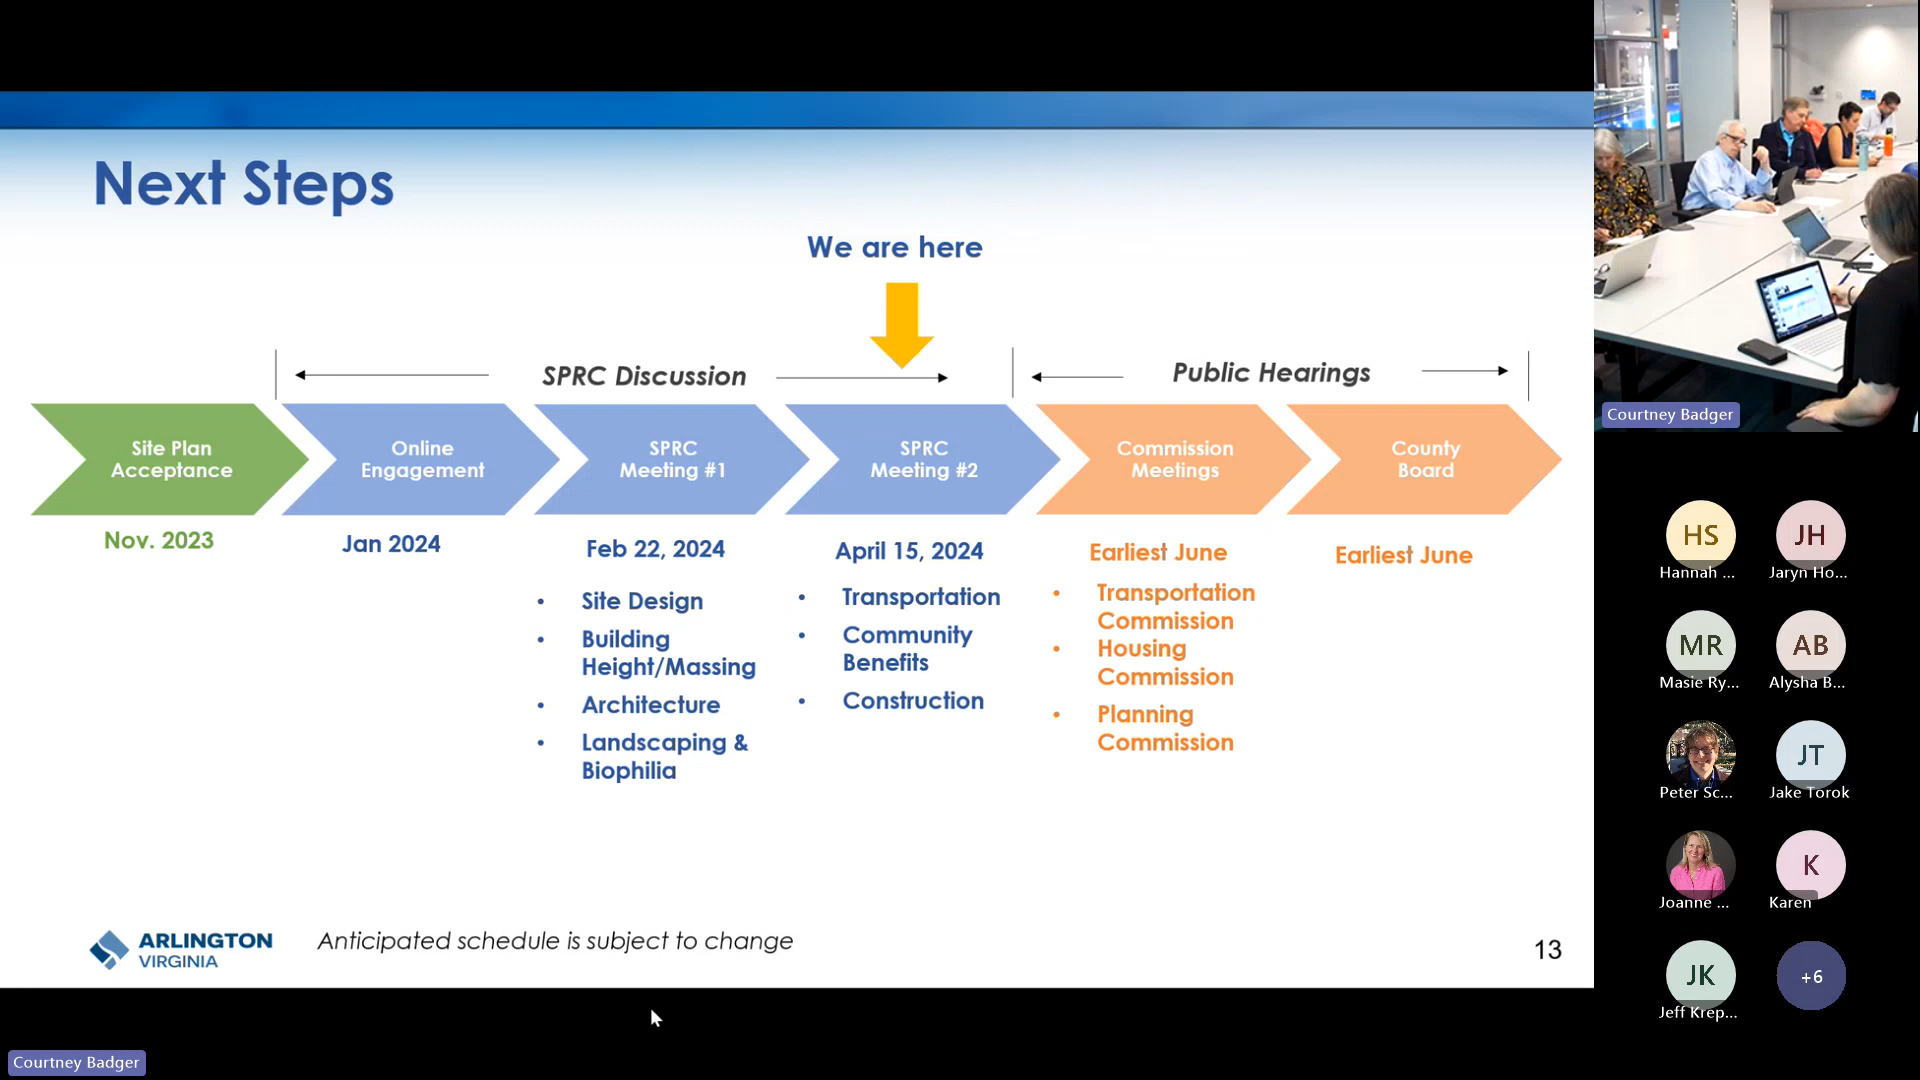 Next Steps
We are here
SPRC Discussion
Public Hearings
Site Plan
Acceptance
Online
Engagement
SPRC
Meeting #1
SPRC
Meeting #2
Commission
Meetings
County
Board
Nov. 2023
Jan 2024
Feb 22, 2024
• Site Design
• Building
Height/Massing
• Architecture
• Landscaping &
Biophilia
April 15, 2024
• Transportation
• Community
Benefits
• Construction
Earliest June
• Transportation
Commission
• Housing
Commission
• Planning
Commission
Earliest June
ARLINGTON
VIRGINIA
Anticipated schedule is subject to change
13
Courtney Badger
Courtney Badger
HS
Hannah ...
JH
Jaryn Ho...
MR
Masie Ry...
AB
Alysha B...
Peter Sc...
JT
Jake Torok
Joanne ...
K
Karen
JK
Jeff Krep...
+6